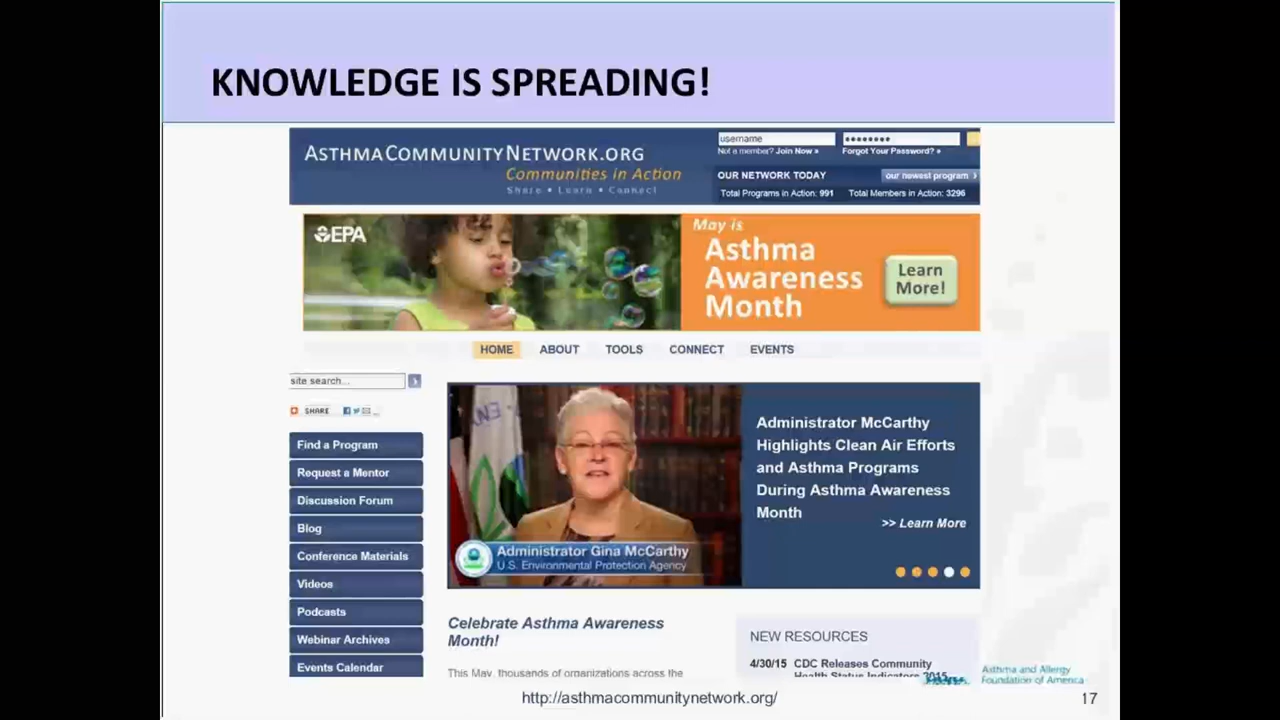 KNOWLEDGE IS SPREADING!
ASTHMACOMMUNITYNETWORK.ORG
Communities in Action
Share • Learn • Connect
username
Not a member? Join Now »
Forgot Your Password? »
OUR NETWORK TODAY
our newest program ›
Total Programs in Action: 991
Total Members in Action: 3296
EPA
May is
Asthma
Awareness
Month
Learn
More!
HOME
ABOUT
TOOLS
CONNECT
EVENTS
site search...
SHARE
Find a Program
Request a Mentor
Discussion Forum
Blog
Conference Materials
Videos
Podcasts
Webinar Archives
Events Calendar
Administrator Gina McCarthy
U.S. Environmental Protection Agency
Administrator McCarthy
Highlights Clean Air Efforts
and Asthma Programs
During Asthma Awareness
Month
>> Learn More
Celebrate Asthma Awareness
Month!
This May, thousands of organizations across the
NEW RESOURCES
4/30/15 CDC Releases Community
Health Status Indicators 2015
Asthma and Allergy
Foundation of America
http://asthmacommunitynetwork.org/
17